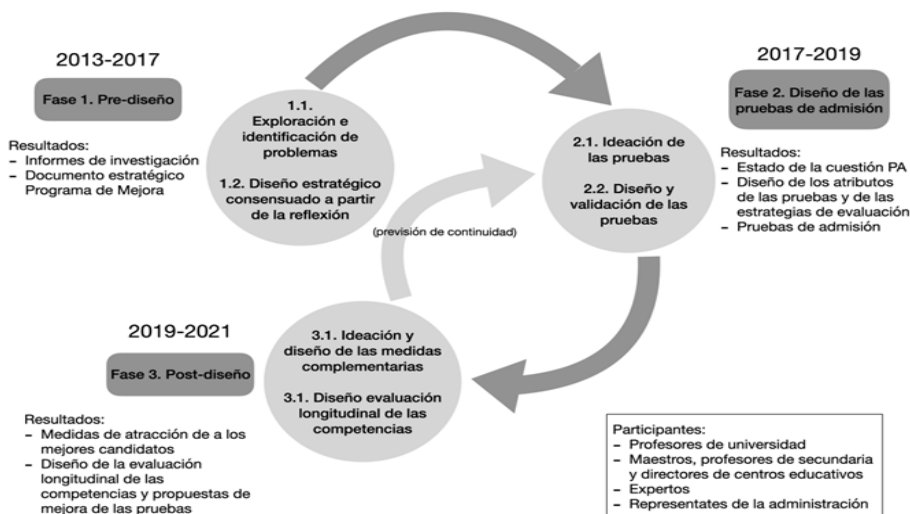 2013-2017
Fase 1. Pre-diseño
Resultados:
– Informes de investigación
– Documento estratégico
Programa de Mejora
1.1.
Exploración e
identificación de
problemas
1.2. Diseño estratégico
consensuado a partir
de la reflexión
2017-2019
Fase 2. Diseño de las
pruebas de admisión
2.1. Ideación de
las pruebas
2.2. Diseño y
validación de las
pruebas
Resultados:
– Estado de la cuestión PA
– Diseño de los atributos
de las pruebas y de las
estrategias de evaluación
– Pruebas de admisión
(previsión de continuidad)
2019-2021
Fase 3. Post-diseño
Resultados:
– Medidas de atracción de a los
mejores candidatos
– Diseño de la evaluación
longitudinal de las
competencias y propuestas de
mejora de las pruebas
3.1. Ideación y
diseño de las medidas
complementarias
3.1. Diseño evaluación
longitudinal de las
competencias
Participantes:
– Profesores de universidad
– Maestros, profesores de secundaria
y directores de centros educativos
– Expertos
– Represetates de la administración